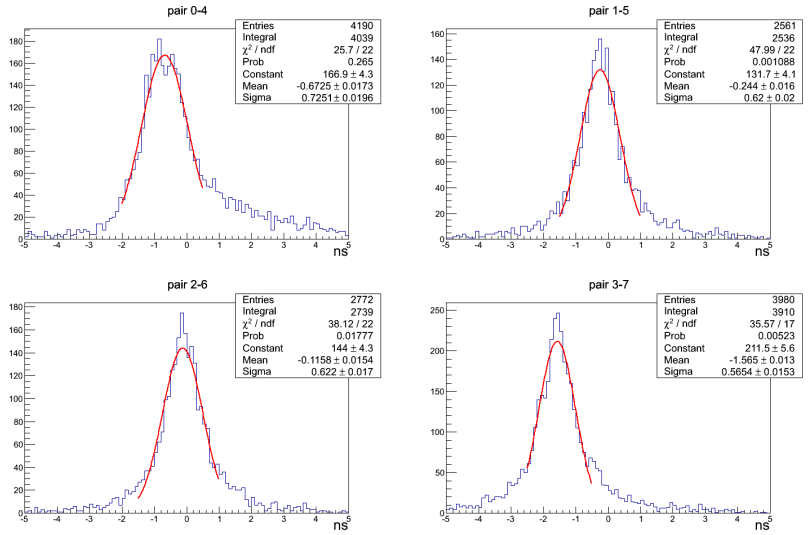 pair 0-4
Entries 4190
Integral 4039
χ² / ndf 25.7 / 22
Prob 0.265
Constant 166.9 ± 4.3
Mean -0.6725 ± 0.0173
Sigma 0.7251 ± 0.0196
180
160
140
120
100
80
60
40
20
0
-5 -4 -3 -2 -1 0 1 2 3 4 5
ns
pair 1-5
Entries 2561
Integral 2536
χ² / ndf 47.99 / 22
Prob 0.001088
Constant 131.7 ± 4.1
Mean -0.244 ± 0.016
Sigma 0.62 ± 0.02
160
140
120
100
80
60
40
20
0
-5 -4 -3 -2 -1 0 1 2 3 4 5
ns
pair 2-6
Entries 2772
Integral 2739
χ² / ndf 38.12 / 22
Prob 0.01777
Constant 144 ± 4.3
Mean -0.1158 ± 0.0154
Sigma 0.622 ± 0.017
180
160
140
120
100
80
60
40
20
0
-5 -4 -3 -2 -1 0 1 2 3 4 5
ns
pair 3-7
Entries 3980
Integral 3910
χ² / ndf 35.57 / 17
Prob 0.00523
Constant 211.5 ± 5.6
Mean -1.565 ± 0.013
Sigma 0.5654 ± 0.0153
250
200
150
100
50
0
-5 -4 -3 -2 -1 0 1 2 3 4 5
ns